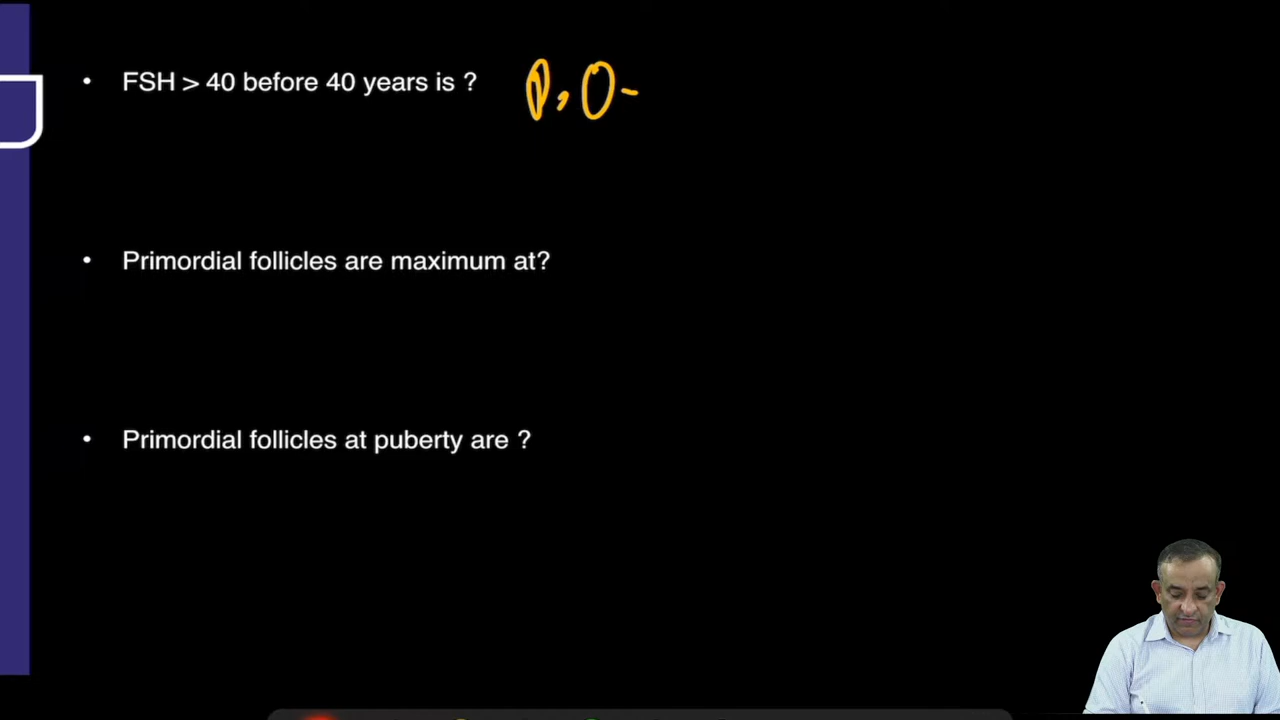 • FSH > 40 before 40 years is ? P, O -
• Primordial follicles are maximum at?
• Primordial follicles at puberty are ?